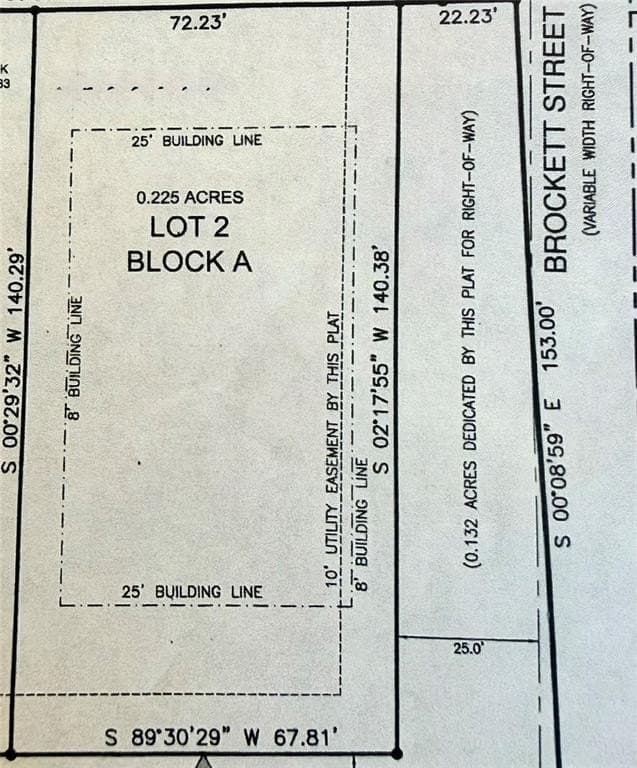 72.23'
22.23'
K
83
25' BUILDING LINE
0.225 ACRES
LOT 2
BLOCK A
S 00°29'32" W 140.29'
8' BUILDING LINE
10' UTILITY EASEMENT BY THIS PLAT
8' BUILDING LINE
S 02°17'55" W 140.38'
(0.132 ACRES DEDICATED BY THIS PLAT FOR RIGHT-OF-WAY)
S 00°08'59" E 153.00'
BROCKETT STREET
(VARIABLE WIDTH RIGHT-OF-WAY)
25' BUILDING LINE
25.0'
S 89°30'29" W 67.81'